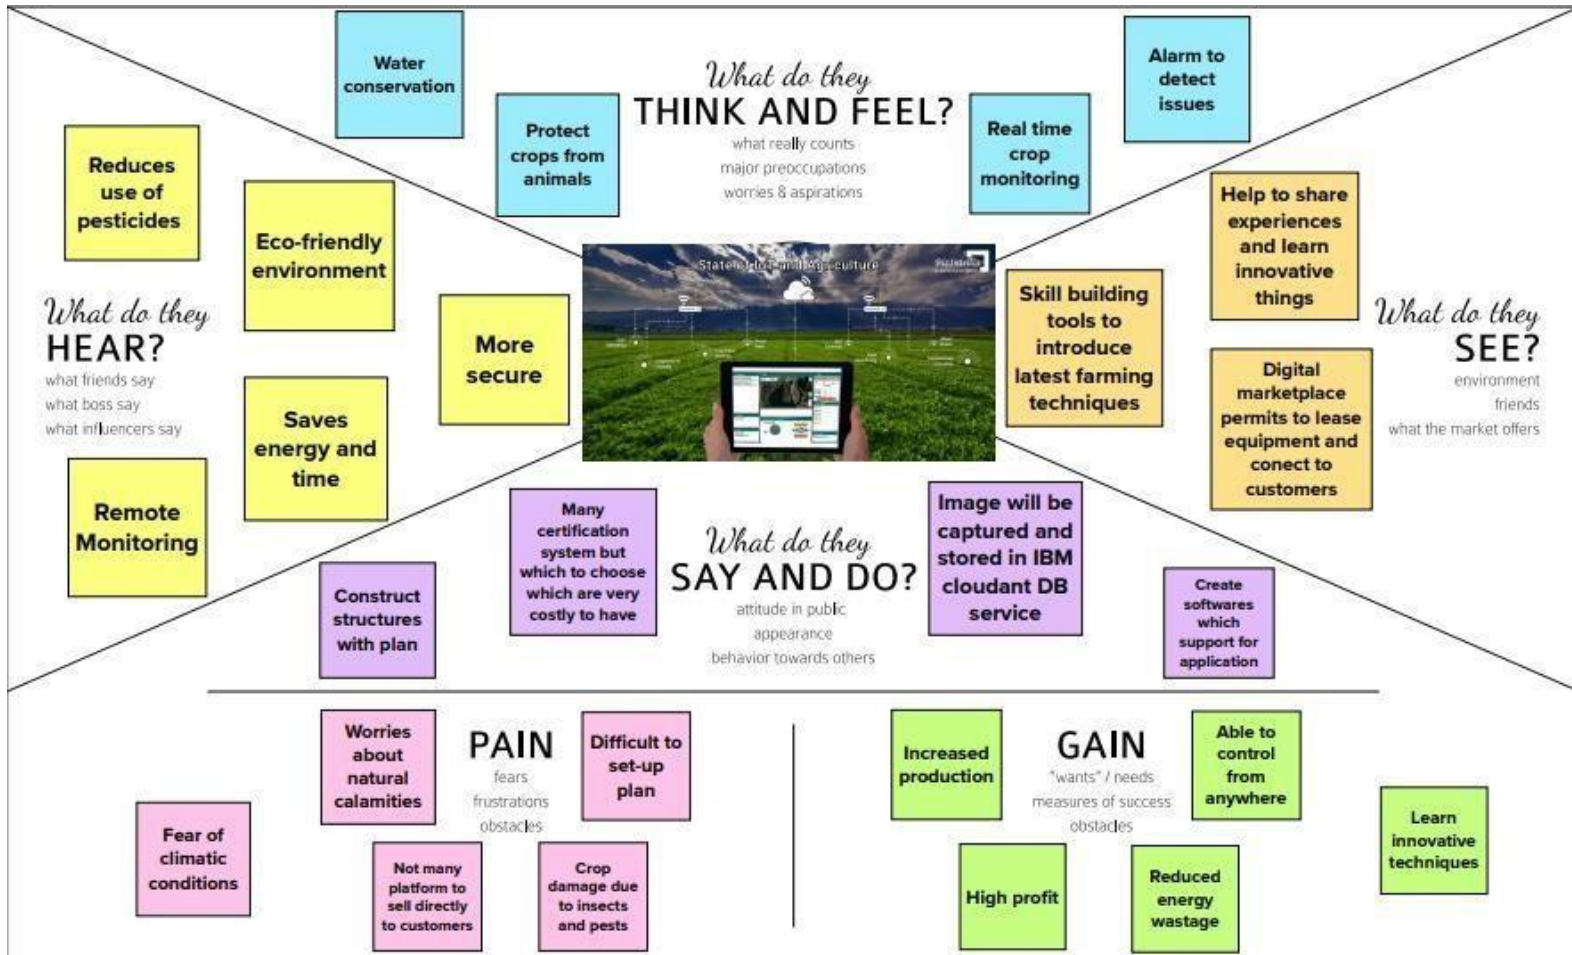 Water
conservation
Protect
crops from
animals
What do they
THINK AND FEEL?
what really counts
major preoccupations
worries & aspirations
Real time
crop
monitoring
Alarm to
detect
issues
Reduces
use of
pesticides
Eco-friendly
environment
More
secure
What do they
HEAR?
what friends say
what boss say
what influencers say
Saves
energy and
time
Remote
Monitoring
State of IoT and Agriculture
Help to share
experiences
and learn
innovative
things
Skill building
tools to
introduce
latest farming
techniques
What do they
SEE?
environment
friends
what the market offers
Digital
marketplace
permits to lease
equipment and
conect to
customers
Construct
structures
with plan
Many
certification
system but
which to choose
which are very
costly to have
What do they
SAY AND DO?
attitude in public
appearance
behavior towards others
Image will be
captured and
stored in IBM
cloudant DB
service
Create
softwares
which
support for
application
Fear of
climatic
conditions
Worries
about
natural
calamities
PAIN
fears
frustrations
obstacles
Difficult to
set-up
plan
Not many
platform to
sell directly
to customers
Crop
damage due
to insects
and pests
Increased
production
GAIN
"wants" / needs
measures of success
obstacles
Able to
control
from
anywhere
High profit
Reduced
energy
wastage
Learn
innovative
techniques